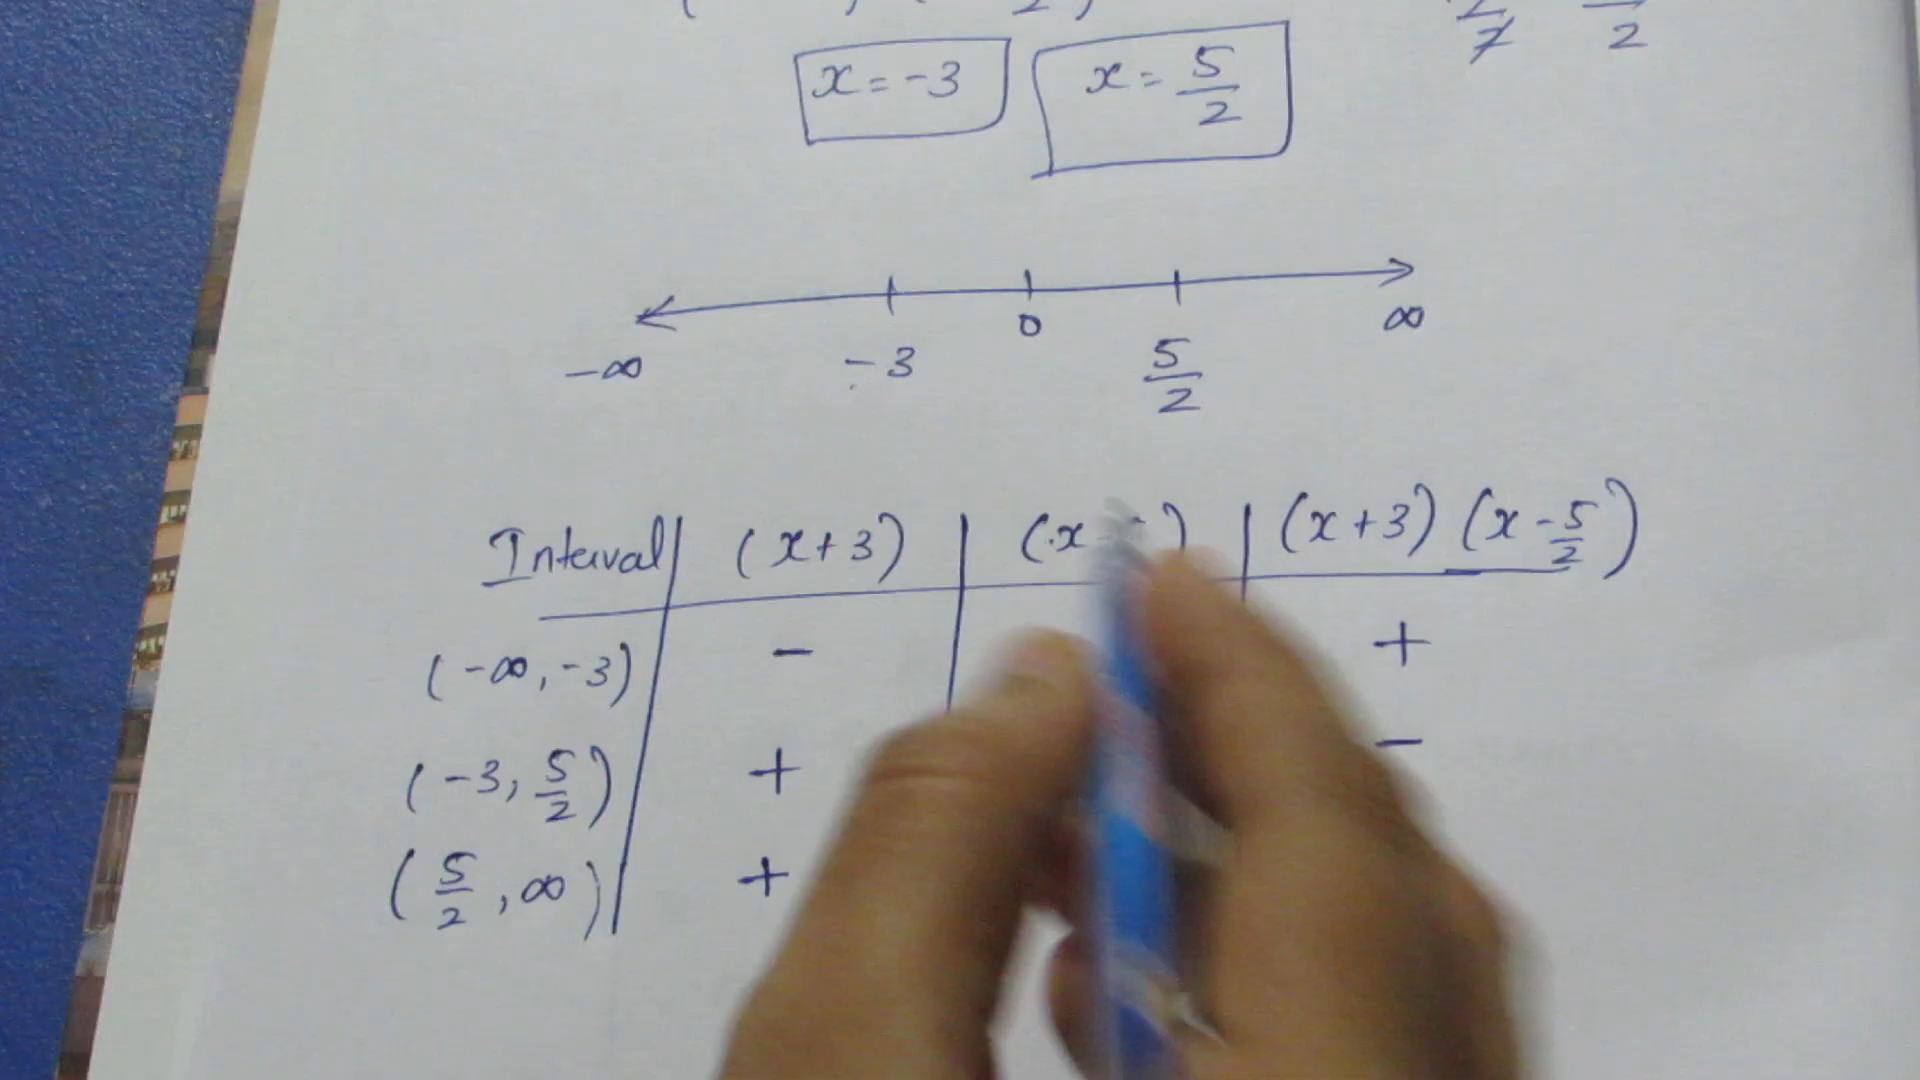 x = -3   x = 5/2
-∞   -3   0   5/2   ∞
Interval | (x+3) | (x- ) | (x+3) (x - 5/2)
(-∞, -3)   -   +
(-3, 5/2)   +   -
(5/2, ∞)   +